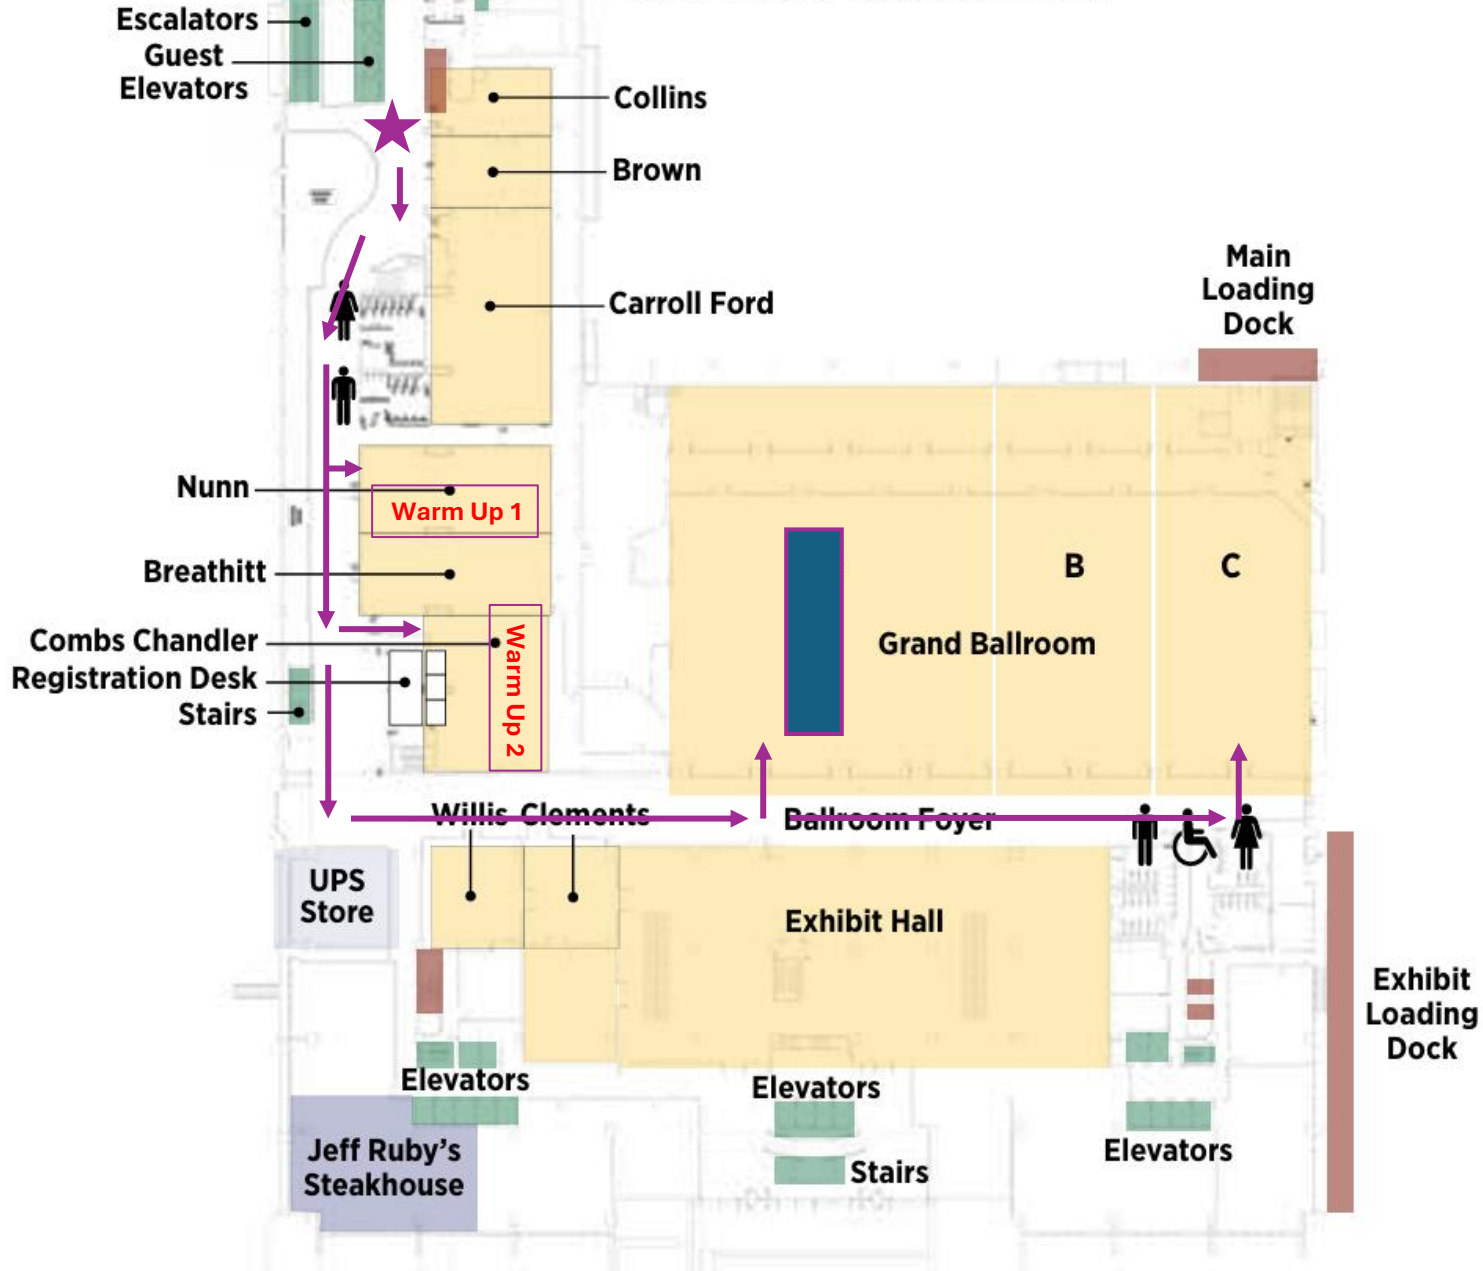 Escalators
Guest
Elevators
Collins
Brown
Carroll Ford
Main
Loading
Dock
Nunn
Warm Up 1
Breathitt
B
C
Combs Chandler
Grand Ballroom
Registration Desk
Warm Up 2
Stairs
Willis Clements
Ballroom Foyer
UPS
Store
Exhibit Hall
Exhibit
Loading
Dock
Elevators
Elevators
Elevators
Jeff Ruby's
Steakhouse
Stairs